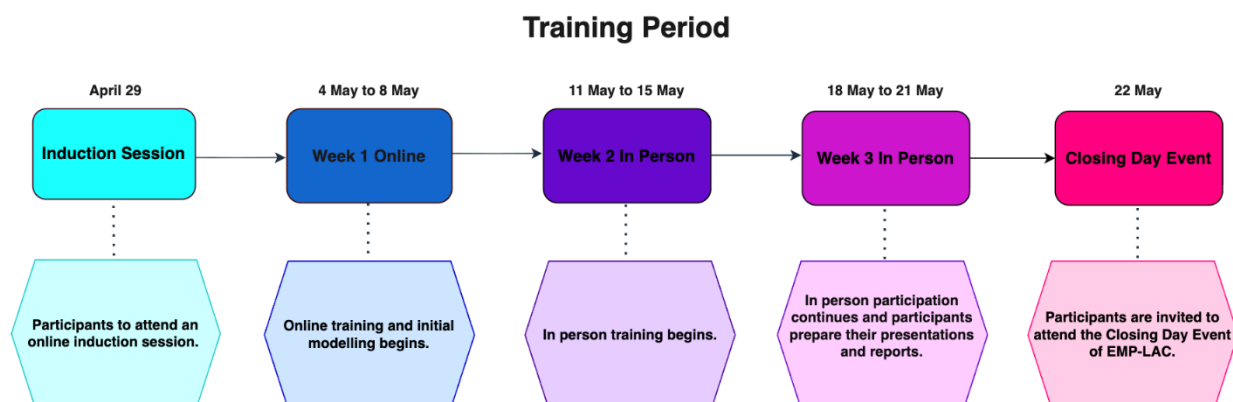 Training Period
April 29
4 May to 8 May
11 May to 15 May
18 May to 21 May
22 May
Induction Session
Week 1 Online
Week 2 In Person
Week 3 In Person
Closing Day Event
Participants to attend an
online induction session.
Online training and initial
modelling begins.
In person training begins.
In person participation
continues and participants
prepare their presentations
and reports.
Participants are invited to
attend the Closing Day Event
of EMP-LAC.